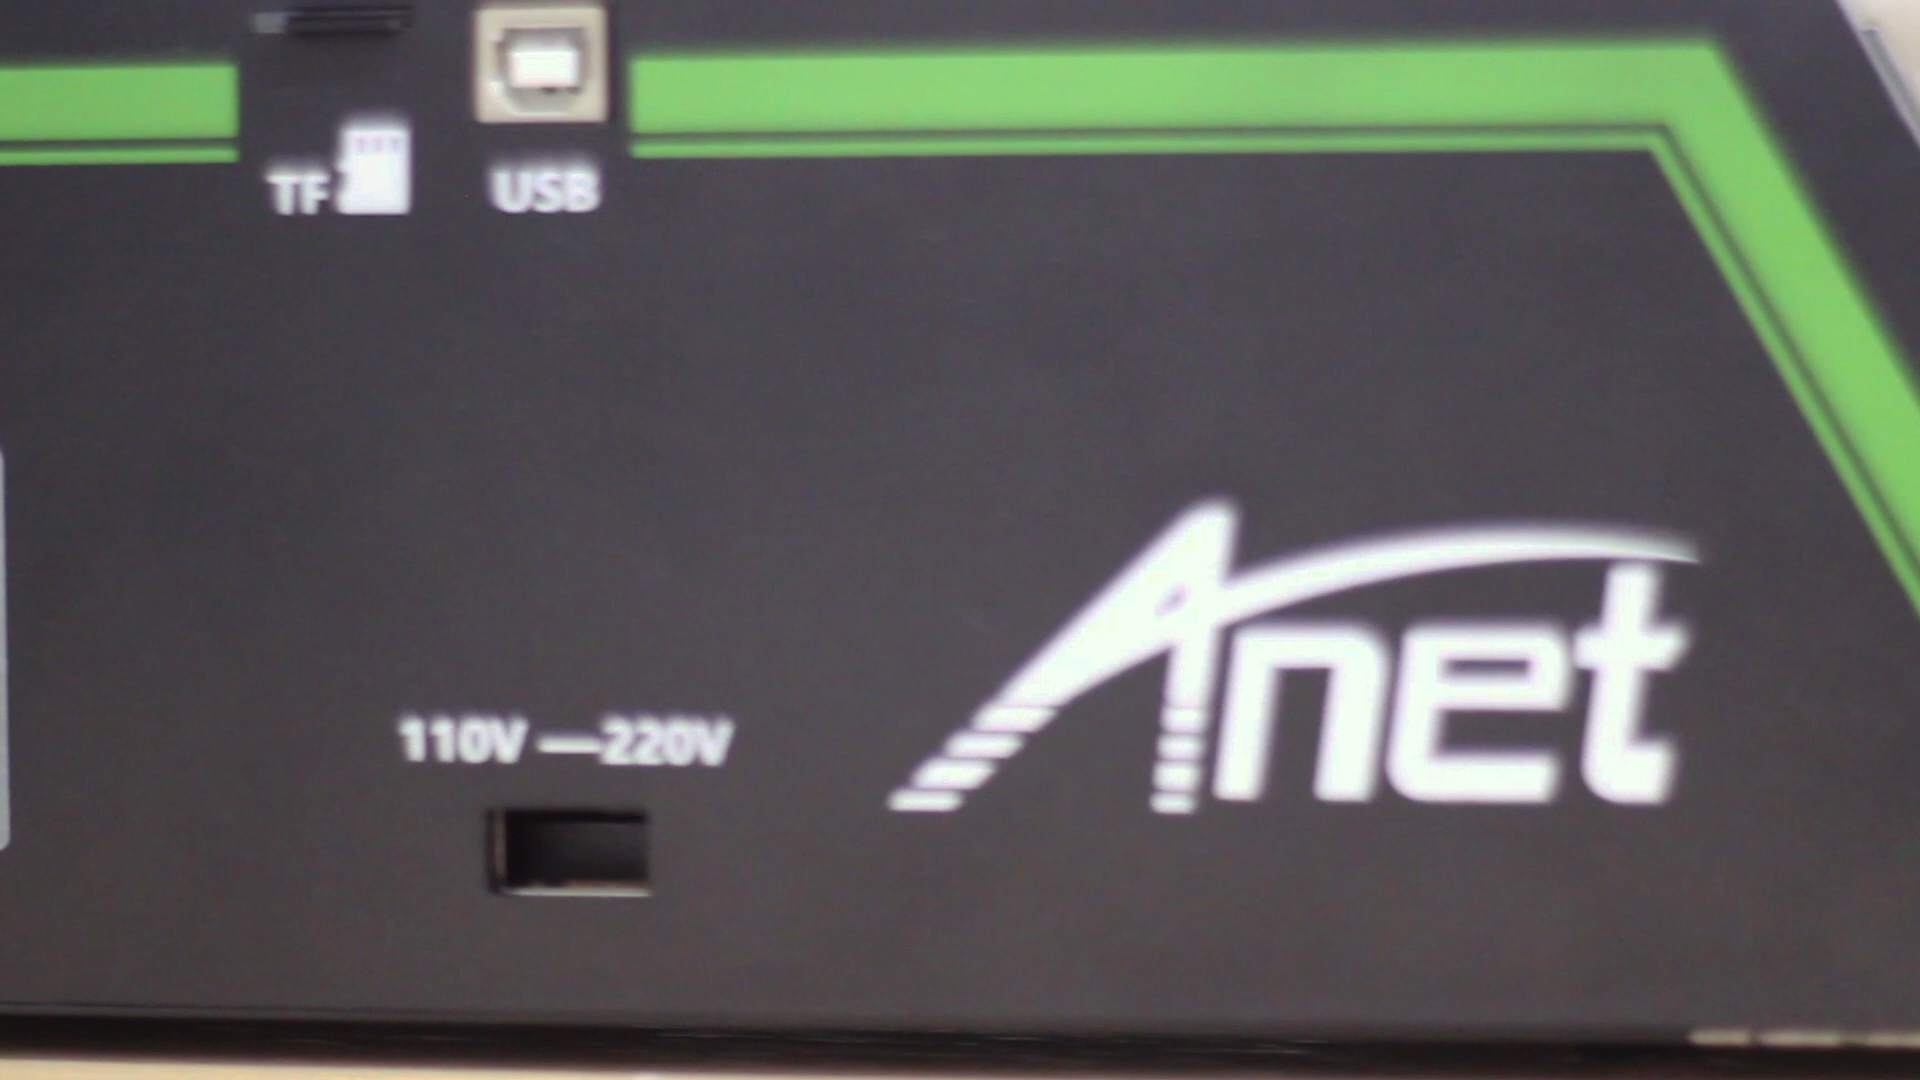 TF
USB
110V —220V
Anet